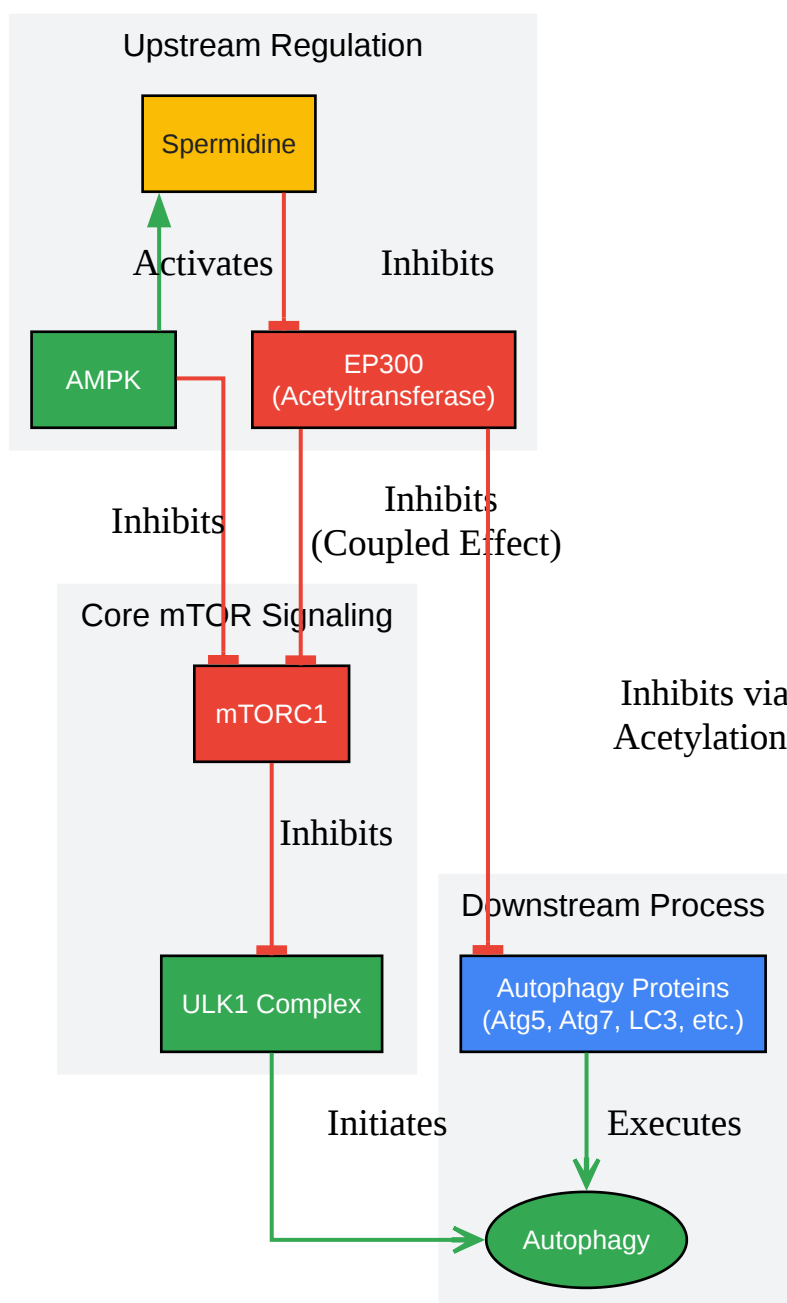 Upstream Regulation
Spermidine
Activates
Inhibits
AMPK
EP300
(Acetyltransferase)
Inhibits
Inhibits
(Coupled Effect)
Core mTOR Signaling
mTORC1
Inhibits via
Acetylation
Inhibits
Downstream Process
ULK1 Complex
Autophagy Proteins
(Atg5, Atg7, LC3, etc.)
Initiates
Executes
Autophagy